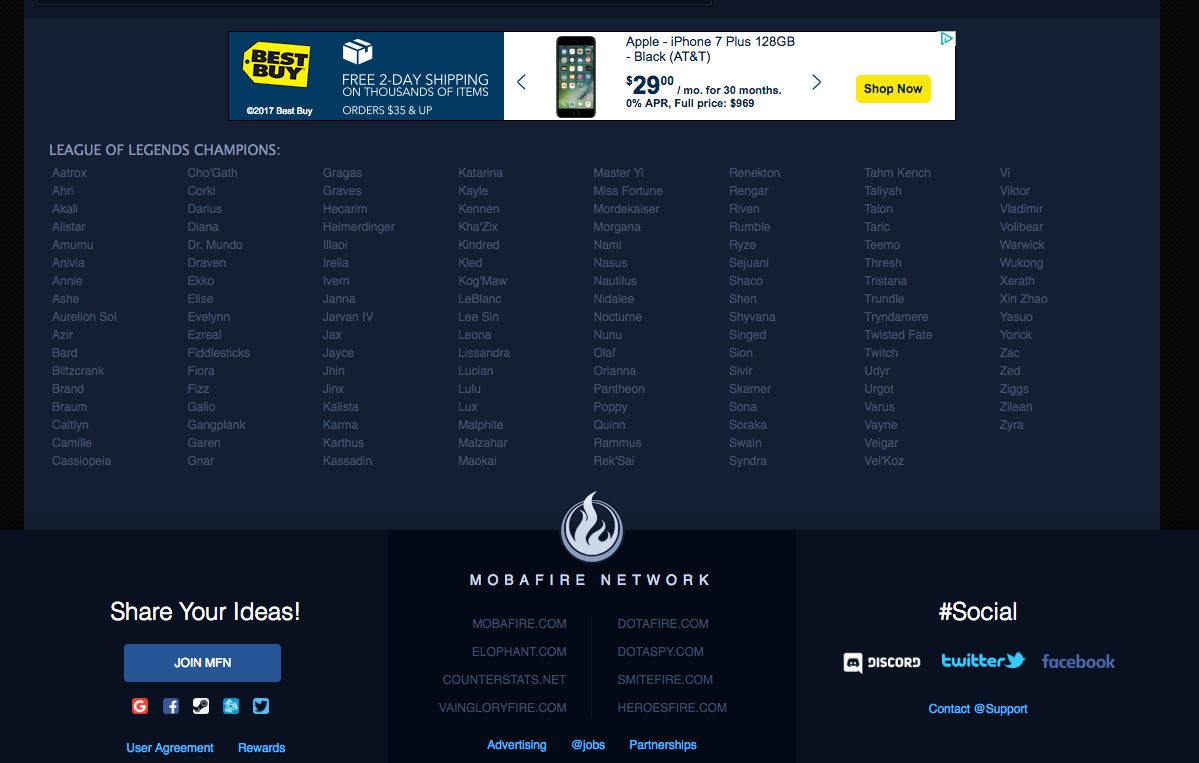 BEST BUY
©2017 Best Buy
FREE 2-DAY SHIPPING
ON THOUSANDS OF ITEMS
ORDERS $35 & UP
Apple - iPhone 7 Plus 128GB
- Black (AT&T)
$2900 / mo. for 30 months.
0% APR, Full price: $969
Shop Now
LEAGUE OF LEGENDS CHAMPIONS:
Aatrox
Ahri
Akali
Alistar
Amumu
Anivia
Annie
Ashe
Aurelion Sol
Azir
Bard
Blitzcrank
Brand
Braum
Caitlyn
Camille
Cassiopeia
Cho'Gath
Corki
Darius
Diana
Dr. Mundo
Draven
Ekko
Elise
Evelynn
Ezreal
Fiddlesticks
Fiora
Fizz
Galio
Gangplank
Garen
Gnar
Gragas
Graves
Hecarim
Heimerdinger
Illaoi
Irelia
Ivern
Janna
Jarvan IV
Jax
Jayce
Jhin
Jinx
Kalista
Karma
Karthus
Kassadin
Katarina
Kayle
Kennen
Kha'Zix
Kindred
Kled
Kog'Maw
LeBlanc
Lee Sin
Leona
Lissandra
Lucian
Lulu
Lux
Malphite
Malzahar
Maokai
Master Yi
Miss Fortune
Mordekaiser
Morgana
Nami
Nasus
Nautilus
Nidalee
Nocturne
Nunu
Olaf
Orianna
Pantheon
Poppy
Quinn
Rammus
Rek'Sai
Renekton
Rengar
Riven
Rumble
Ryze
Sejuani
Shaco
Shen
Shyvana
Singed
Sion
Sivir
Skarner
Sona
Soraka
Swain
Syndra
Tahm Kench
Taliyah
Talon
Taric
Teemo
Thresh
Tristana
Trundle
Tryndamere
Twisted Fate
Twitch
Udyr
Urgot
Varus
Vayne
Veigar
Vel'Koz
Vi
Viktor
Vladimir
Volibear
Warwick
Wukong
Xerath
Xin Zhao
Yasuo
Yorick
Zac
Zed
Ziggs
Zilean
Zyra
Share Your Ideas!
JOIN MFN
User Agreement Rewards
MOBAFIRE NETWORK
MOBAFIRE.COM
ELOPHANT.COM
COUNTERSTATS.NET
VAINGLORYFIRE.COM
DOTAFIRE.COM
DOTASPY.COM
SMITEFIRE.COM
HEROESFIRE.COM
Advertising @jobs Partnerships
#Social
DISCORD twitter facebook
Contact @Support